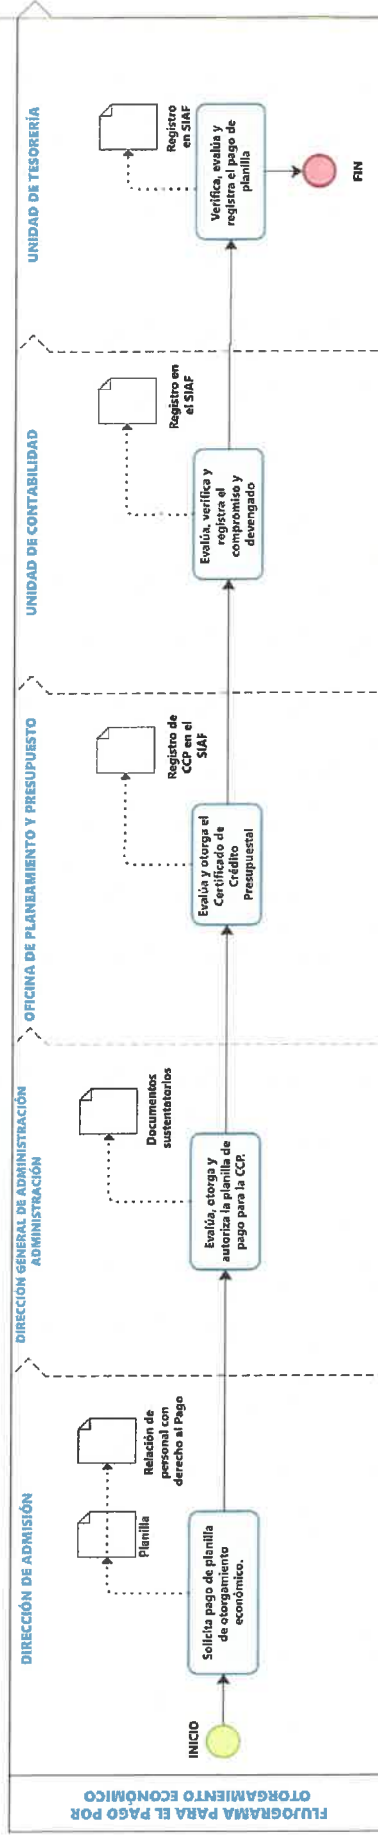 FLUJOGRAMA PARA EL PAGO POR
OTORGAMIENTO ECONÓMICO
DIRECCIÓN DE ADMISIÓN
INICIO
Solicita pago de planilla
de otorgamiento
económico.
Planilla
Relación de
personal con
derecho al Pago
DIRECCIÓN GENERAL DE ADMINISTRACIÓN
ADMINISTRACIÓN
Evalúa, otorga y
autoriza la planilla de
pago para la CCP.
Documentos
sustentatorios
OFICINA DE PLANEAMIENTO Y PRESUPUESTO
Evalúa y otorga el
Certificado de
Crédito
Presupuestal
Registro de
CCP en el
SIAF
UNIDAD DE CONTABILIDAD
Evalúa, verifica y
registra el
compromiso y
devengado
Registro en
el SIAF
UNIDAD DE TESORERÍA
Verifica, evalúa y
registra el pago de
planilla
Registro
en SIAF
FIN